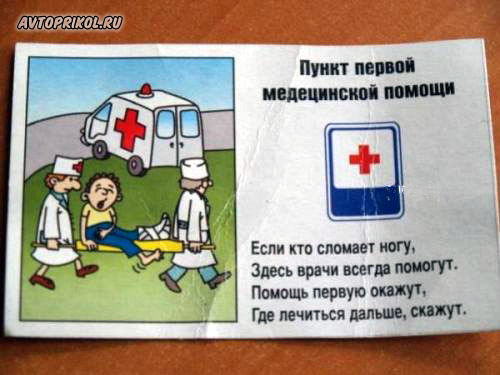 AVTOPRIKOL.RU
Пункт первой
медецинской помощи
Если кто сломает ногу,
Здесь врачи всегда помогут.
Помощь первую окажут,
Где лечиться дальше, скажут.